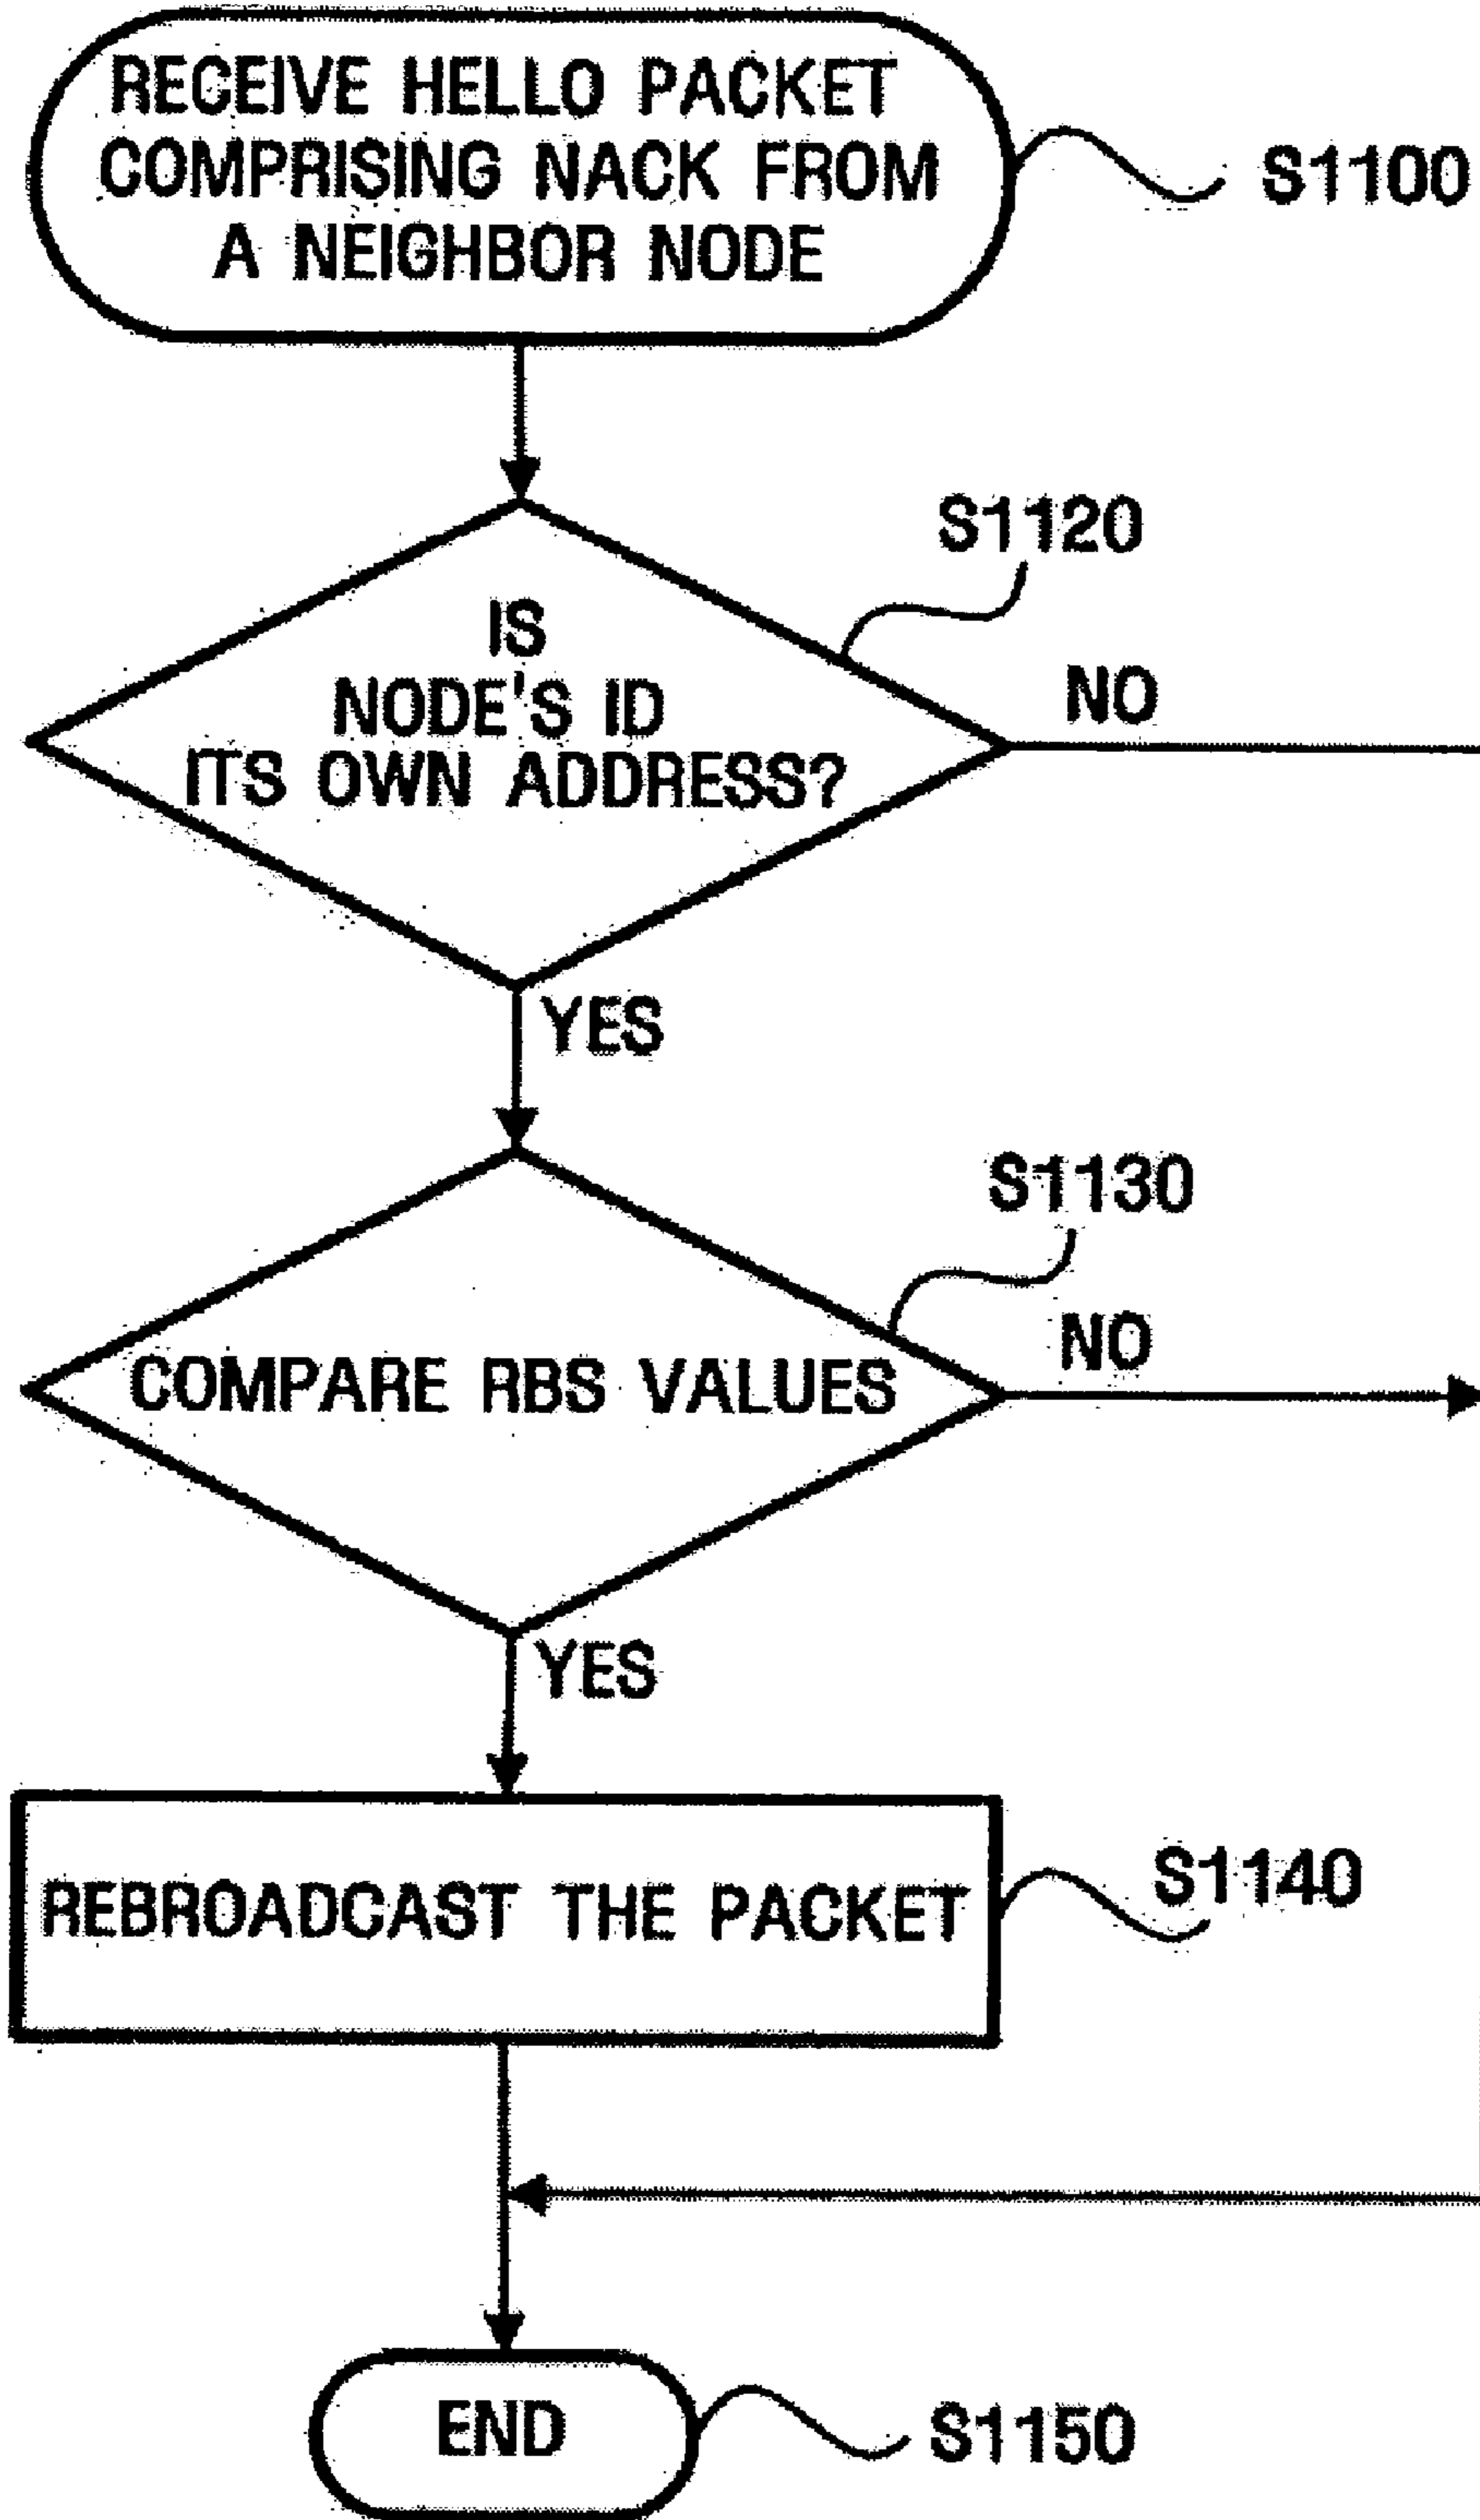 RECEIVE HELLO PACKET
COMPRISING NACK FROM
A NEIGHBOR NODE
S1100
S1120
IS
NODE'S ID
ITS OWN ADDRESS?
NO
YES
S1130
NO
COMPARE RBS VALUES
YES
REBROADCAST THE PACKET
S1140
END
S1150